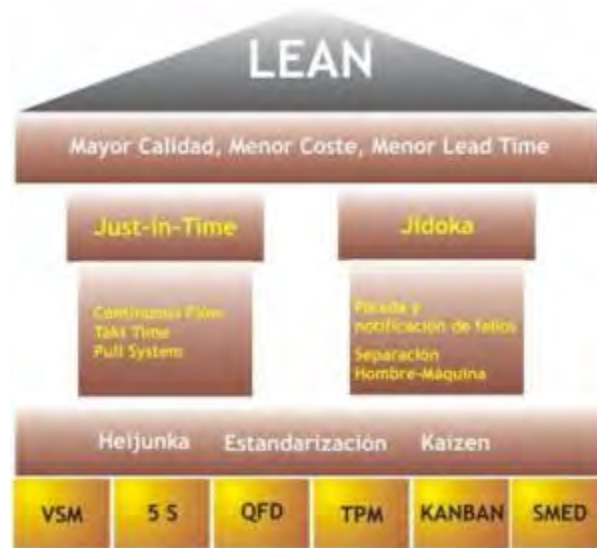 LEAN
Mayor Calidad, Menor Coste, Menor Lead Time
Just-in-Time
Jidoka
Continuous Flow
Takt Time
Pull System
Parada y
notificación de fallos
Separación
Hombre-Máquina
Heijunka Estandarización Kaizen
VSM 5 S QFD TPM KANBAN SMED